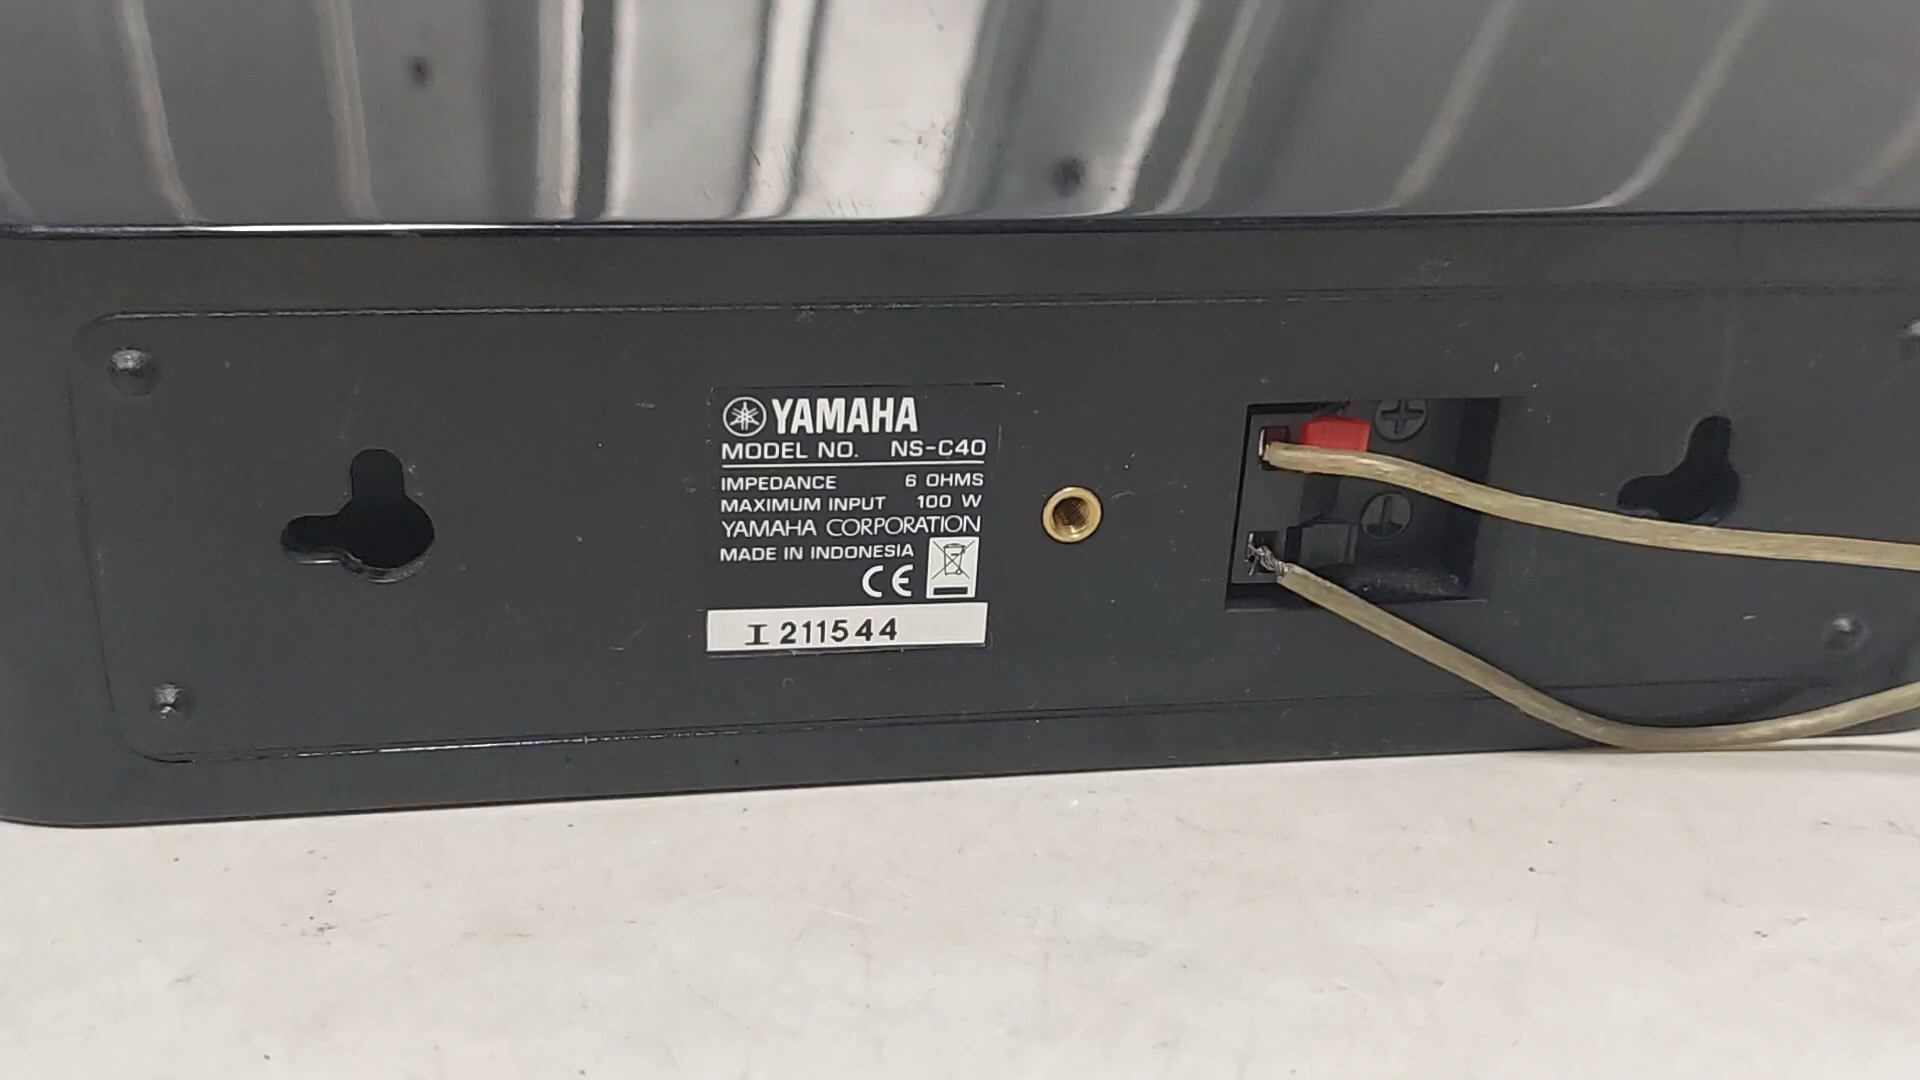 YAMAHA
MODEL NO. NS-C40
IMPEDANCE 6 OHMS
MAXIMUM INPUT 100 W
YAMAHA CORPORATION
MADE IN INDONESIA
CE
I 211544
+
-